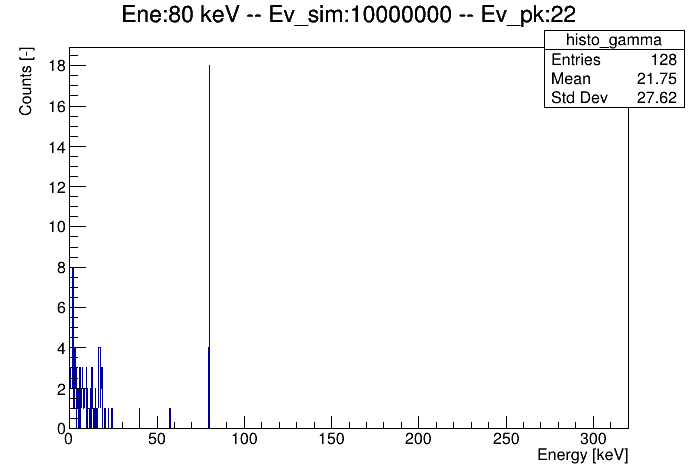 Ene:80 keV -- Ev_sim:10000000 -- Ev_pk:22
histo_gamma
Entries 128
Mean 21.75
Std Dev 27.62
Counts [-]
18
16
14
12
10
8
6
4
2
0
0 50 100 150 200 250 300
Energy [keV]